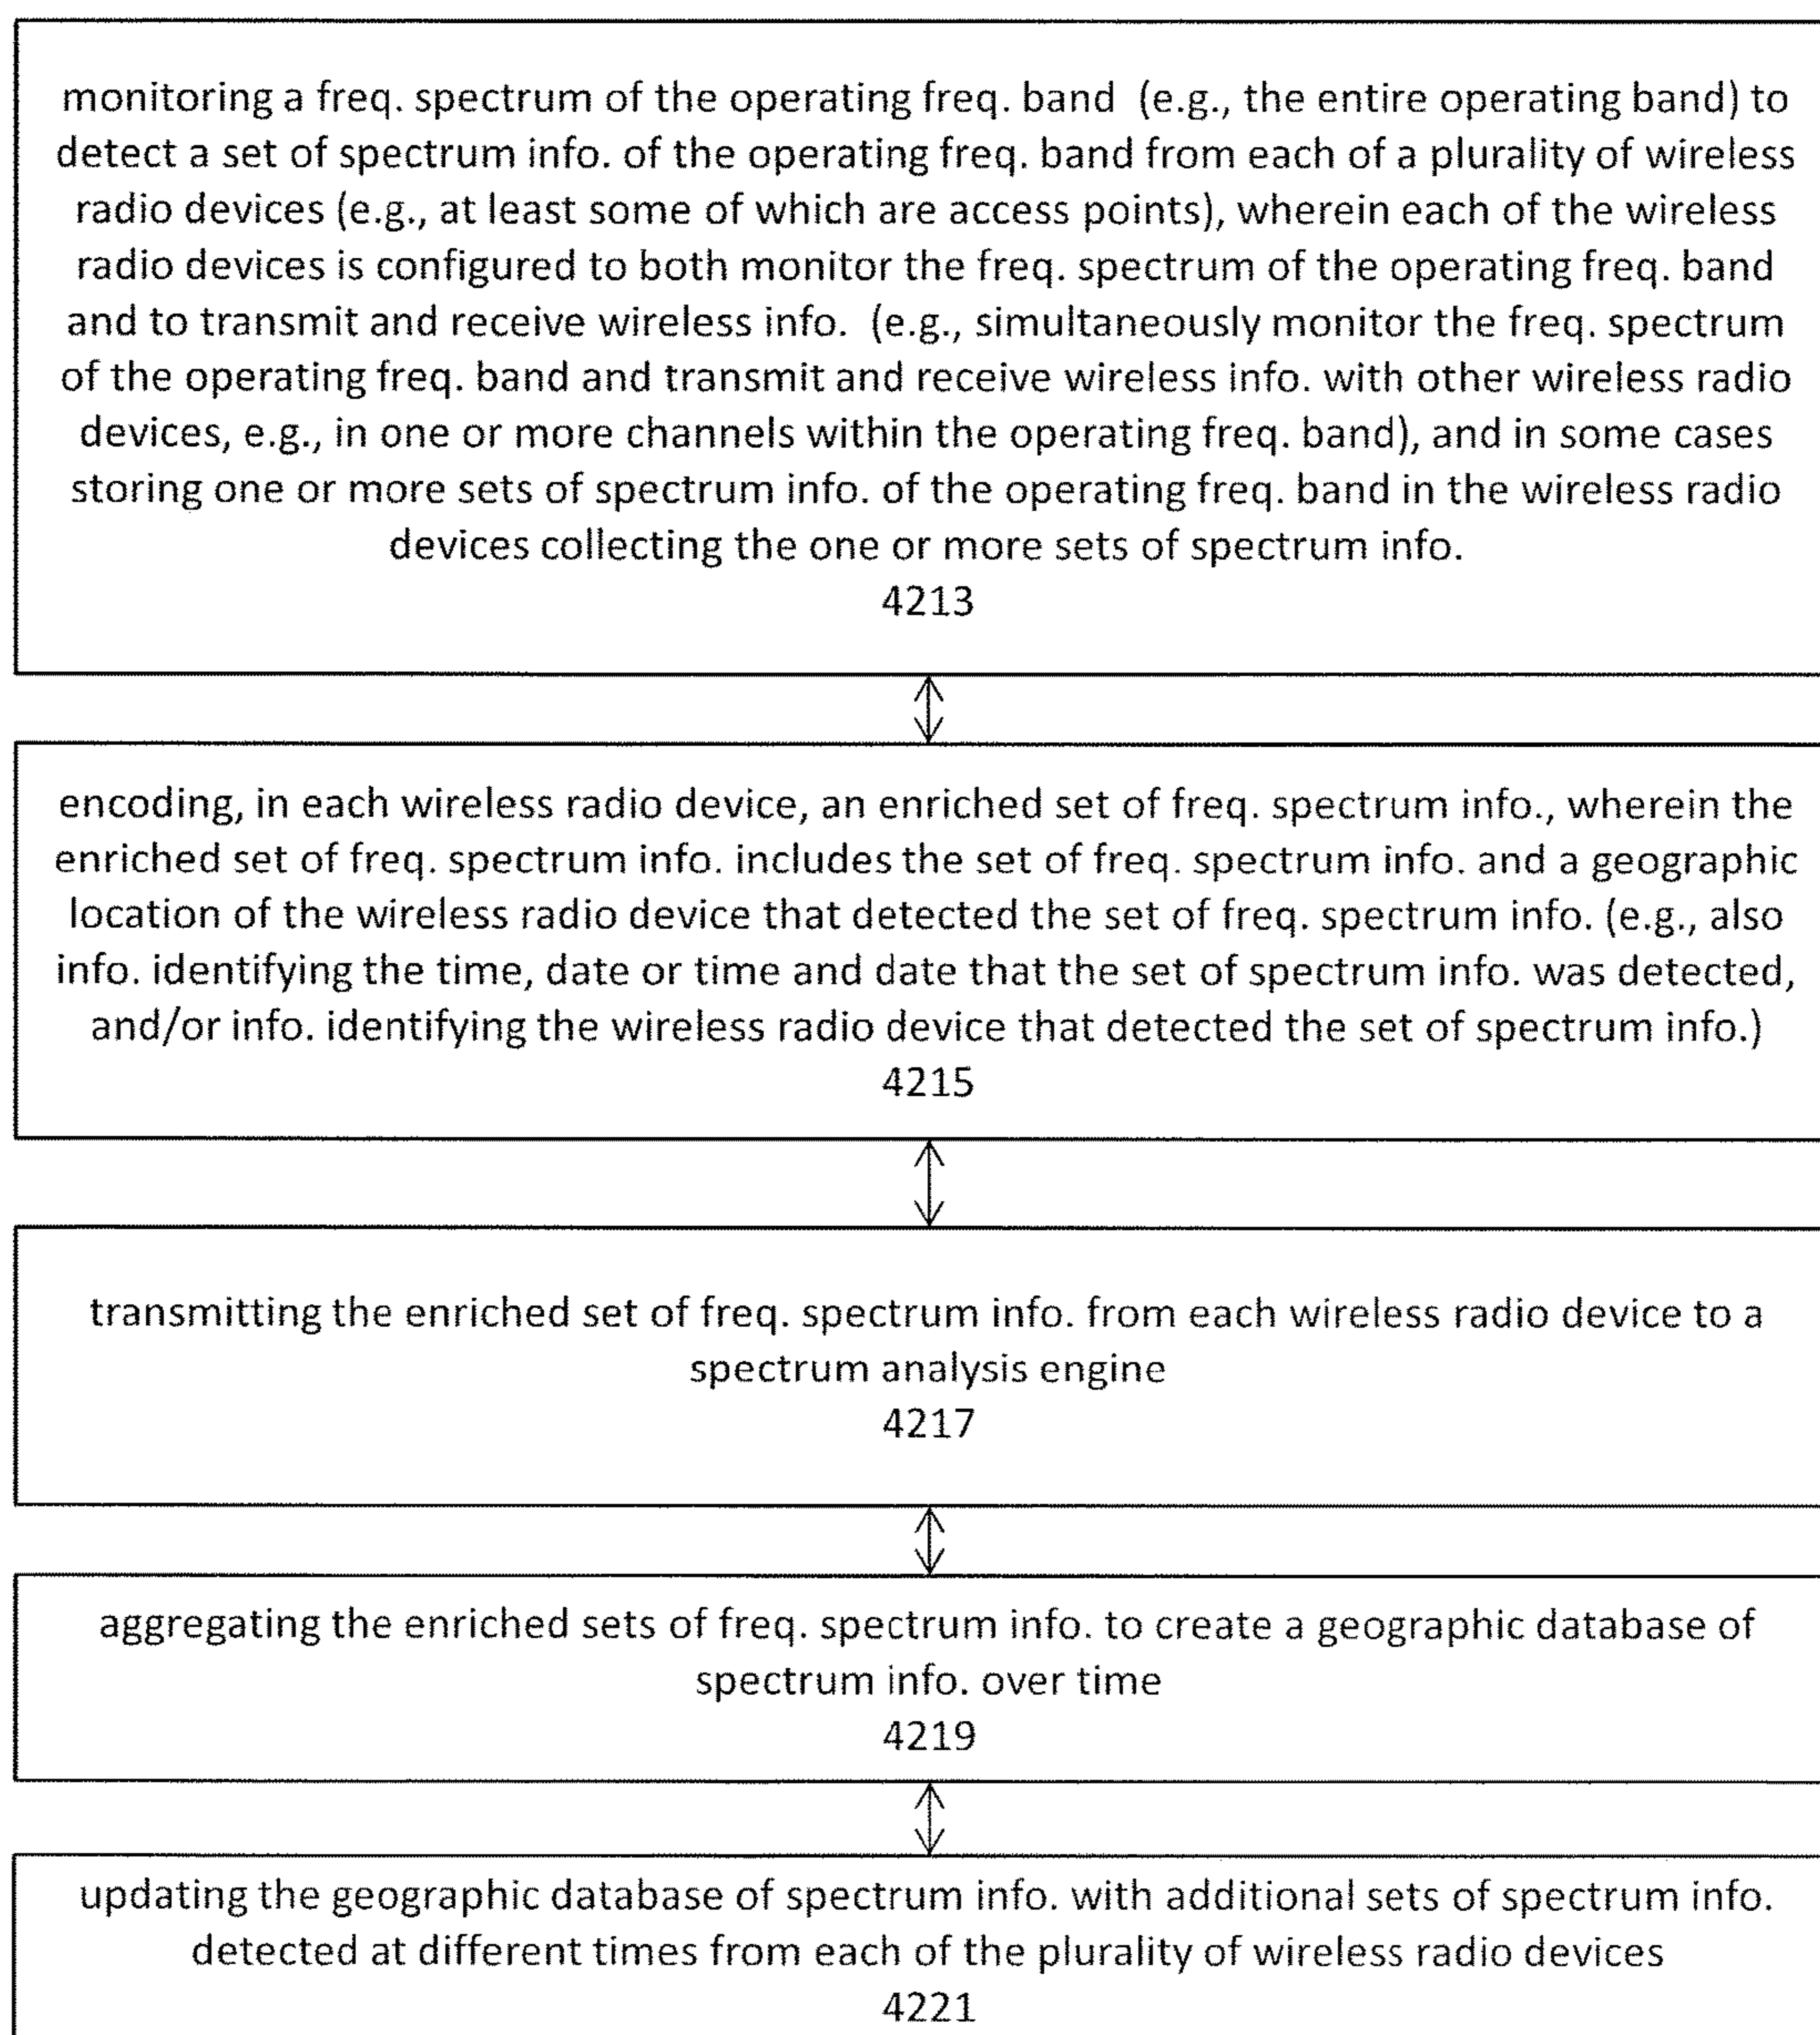 monitoring a freq. spectrum of the operating freq. band (e.g., the entire operating band) to
detect a set of spectrum info. of the operating freq. band from each of a plurality of wireless
radio devices (e.g., at least some of which are access points), wherein each of the wireless
radio devices is configured to both monitor the freq. spectrum of the operating freq. band
and to transmit and receive wireless info. (e.g., simultaneously monitor the freq. spectrum
of the operating freq. band and transmit and receive wireless info. with other wireless radio
devices, e.g., in one or more channels within the operating freq. band), and in some cases
storing one or more sets of spectrum info. of the operating freq. band in the wireless radio
devices collecting the one or more sets of spectrum info.
4213
encoding, in each wireless radio device, an enriched set of freq. spectrum info., wherein the
enriched set of freq. spectrum info. includes the set of freq. spectrum info. and a geographic
location of the wireless radio device that detected the set of freq. spectrum info. (e.g., also
info. identifying the time, date or time and date that the set of spectrum info. was detected,
and/or info. identifying the wireless radio device that detected the set of spectrum info.)
4215
transmitting the enriched set of freq. spectrum info. from each wireless radio device to a
spectrum analysis engine
4217
aggregating the enriched sets of freq. spectrum info. to create a geographic database of
spectrum info. over time
4219
updating the geographic database of spectrum info. with additional sets of spectrum info.
detected at different times from each of the plurality of wireless radio devices
4221